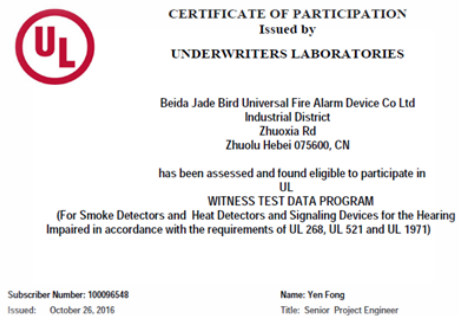 UL
CERTIFICATE OF PARTICIPATION
Issued by
UNDERWRITERS LABORATORIES
Beida Jade Bird Universal Fire Alarm Device Co Ltd
Industrial District
Zhuoxia Rd
Zhuolu Hebei 075600, CN
has been assessed and found eligible to participate in
UL
WITNESS TEST DATA PROGRAM
(For Smoke Detectors and Heat Detectors and Signaling Devices for the Hearing
Impaired in accordance with the requirements of UL 268, UL 521 and UL 1971)
Subscriber Number: 100096548
Name: Yen Fong
Issued: October 26, 2016
Title: Senior Project Engineer